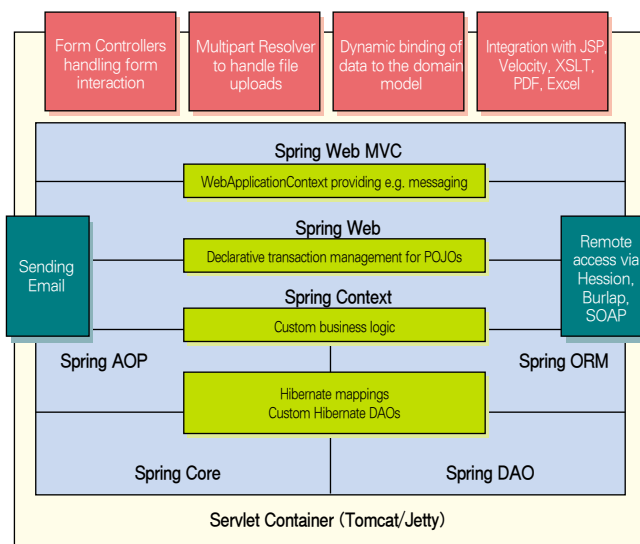 Form Controllers
handling form
interaction
Multipart Resolver
to handle file
uploads
Dynamic binding of
data to the domain
model
Integration with JSP,
Velocity, XSLT,
PDF, Excel
Spring Web MVC
WebApplicationContext providing e.g. messaging
Spring Web
Declarative transaction management for POJOs
Sending
Email
Remote
access via
Hession,
Burlap,
SOAP
Spring Context
Custom business logic
Spring AOP
Spring ORM
Hibernate mappings
Custom Hibernate DAOs
Spring Core
Spring DAO
Servlet Container (Tomcat/Jetty)